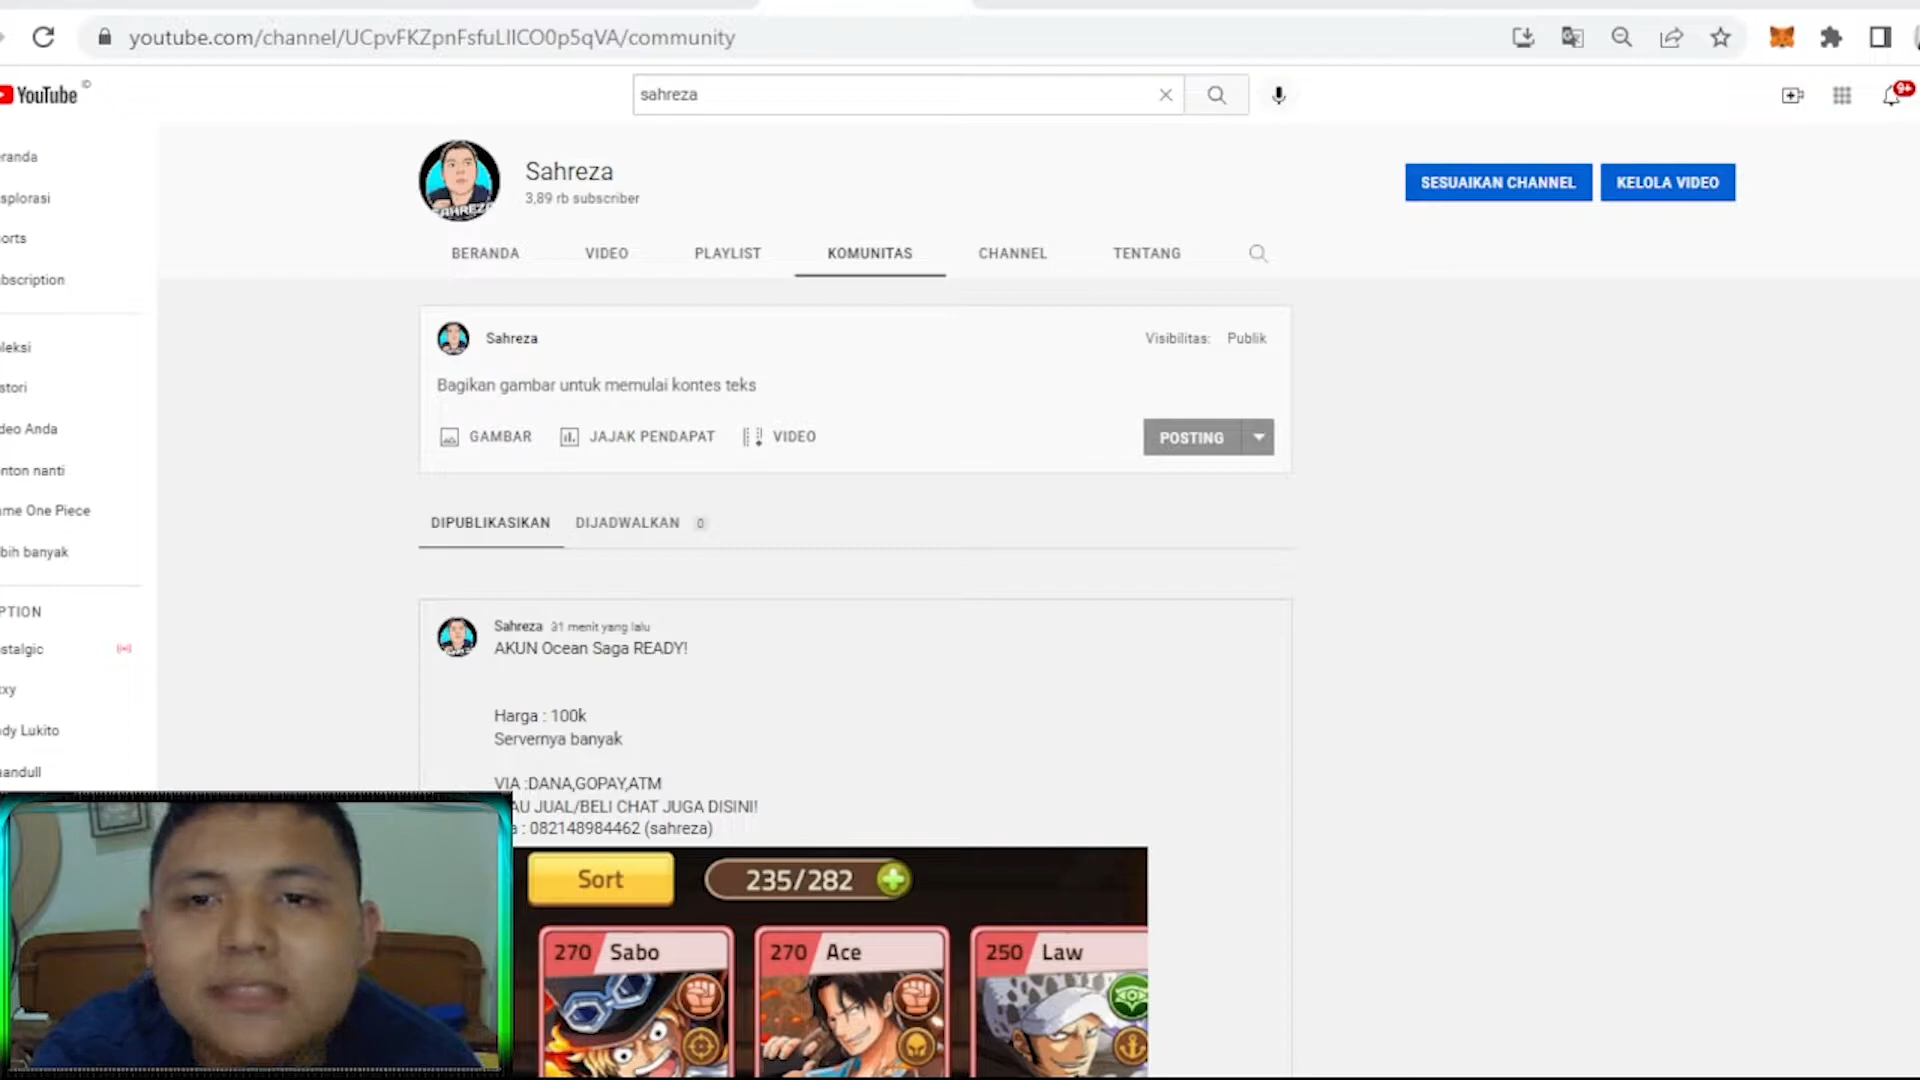 youtube.com/channel/UCpvFKZpnFsfuLlICO0p5qVA/community
YouTube
sahreza
9+
Sahreza
3,89 rb subscriber
SESUAIKAN CHANNEL
KELOLA VIDEO
BERANDA
VIDEO
PLAYLIST
KOMUNITAS
CHANNEL
TENTANG
eranda
splorasi
orts
bscription
leksi
stori
deo Anda
nton nanti
me One Piece
bih banyak
PTION
stalgic
xy
dy Lukito
andull
Sahreza
Visibilitas: Publik
Bagikan gambar untuk memulai kontes teks
GAMBAR
JAJAK PENDAPAT
VIDEO
POSTING
DIPUBLIKASIKAN
DIJADWALKAN 0
Sahreza 31 menit yang lalu
AKUN Ocean Saga READY!
Harga : 100k
Servernya banyak
VIA :DANA,GOPAY,ATM
AU JUAL/BELI CHAT JUGA DISINI!
a : 082148984462 (sahreza)
Sort
235/282
270 Sabo
270 Ace
250 Law
SAHREZA